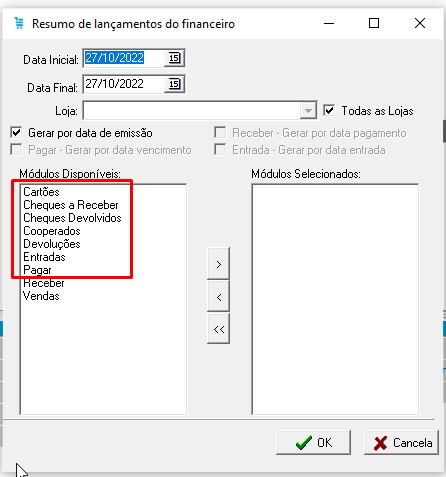 Resumo de lançamentos do financeiro
Data Inicial: 27/10/2022 15
Data Final: 27/10/2022 15
Loja: Todas as Lojas
Gerar por data de emissão Receber - Gerar por data pagamento
Pagar - Gerar por data vencimento Entrada - Gerar por data entrada
Módulos Disponíveis: Módulos Selecionados:
Cartões
Cheques a Receber
Cheques Devolvidos
Cooperados
Devoluções
Entradas
Pagar
Receber
Vendas
>
<
<<
OK Cancela